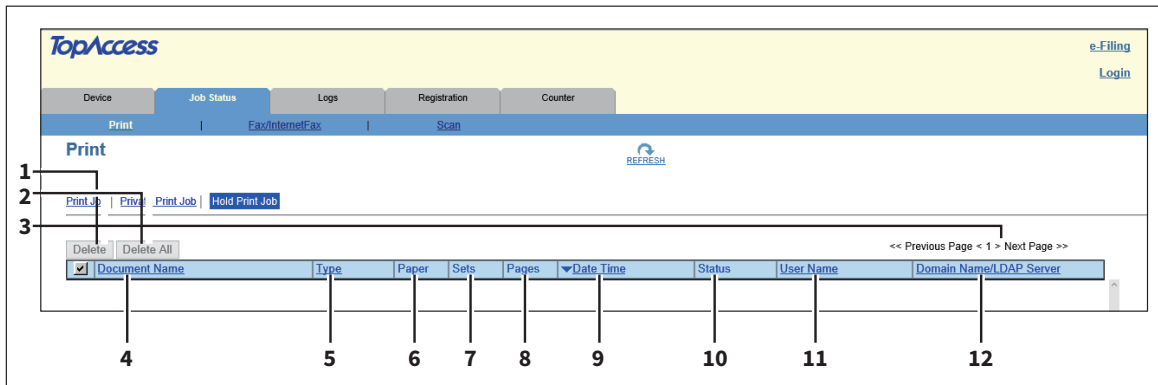 TopAccess
e-Filing
Login
Device Job Status Logs Registration Counter
Print | Fax/InternetFax | Scan
Print
REFRESH
1
2
Print Jo | Privat Print Job | Hold Print Job
3
Delete Delete All << Previous Page < 1 > Next Page >>
Document Name Type Paper Sets Pages Date Time Status User Name Domain Name/LDAP Server
4 5 6 7 8 9 10 11 12